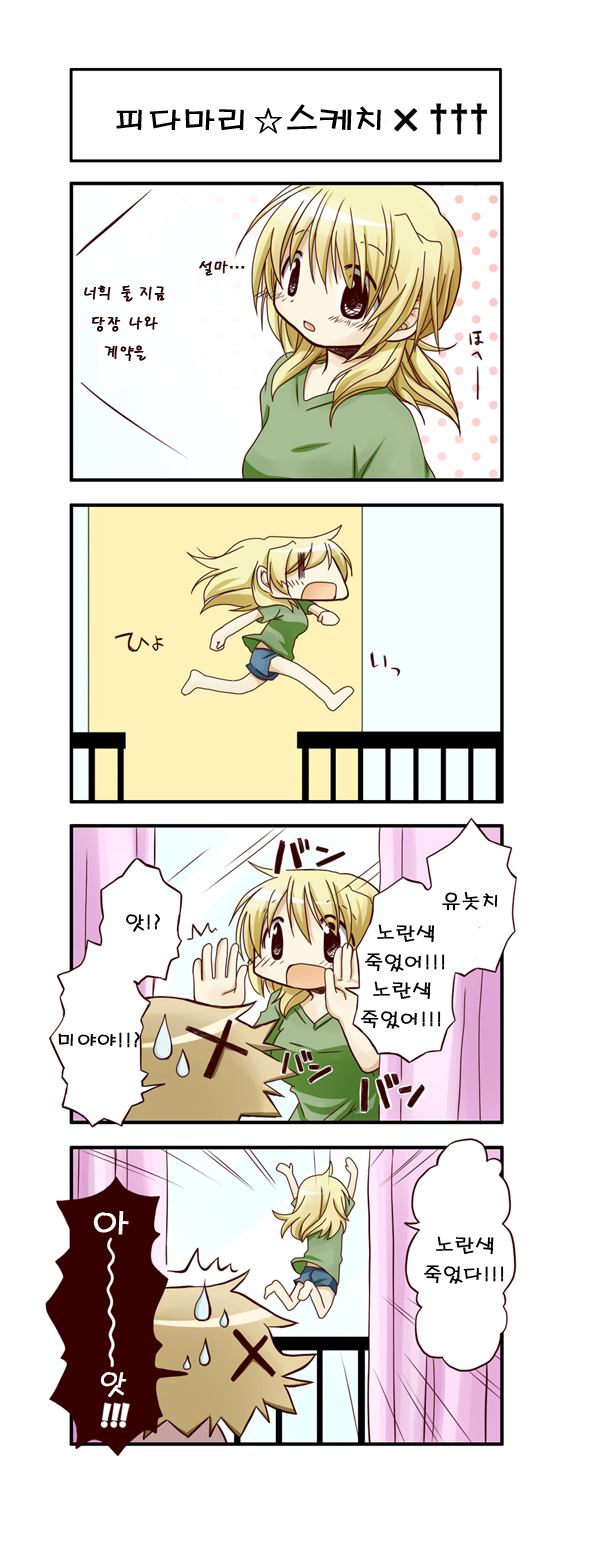 피다마리☆스케치×†††
설마…
너희 둘 지금
당장 나와
계약을
ほへー
ひょ
いっ
バン
유놋치
노란색
죽었어!!!
노란색
죽었어!!!
앗!?
미야야!!?
バン
バン
노란색
죽었다!!!
아~~~~~앗!!!